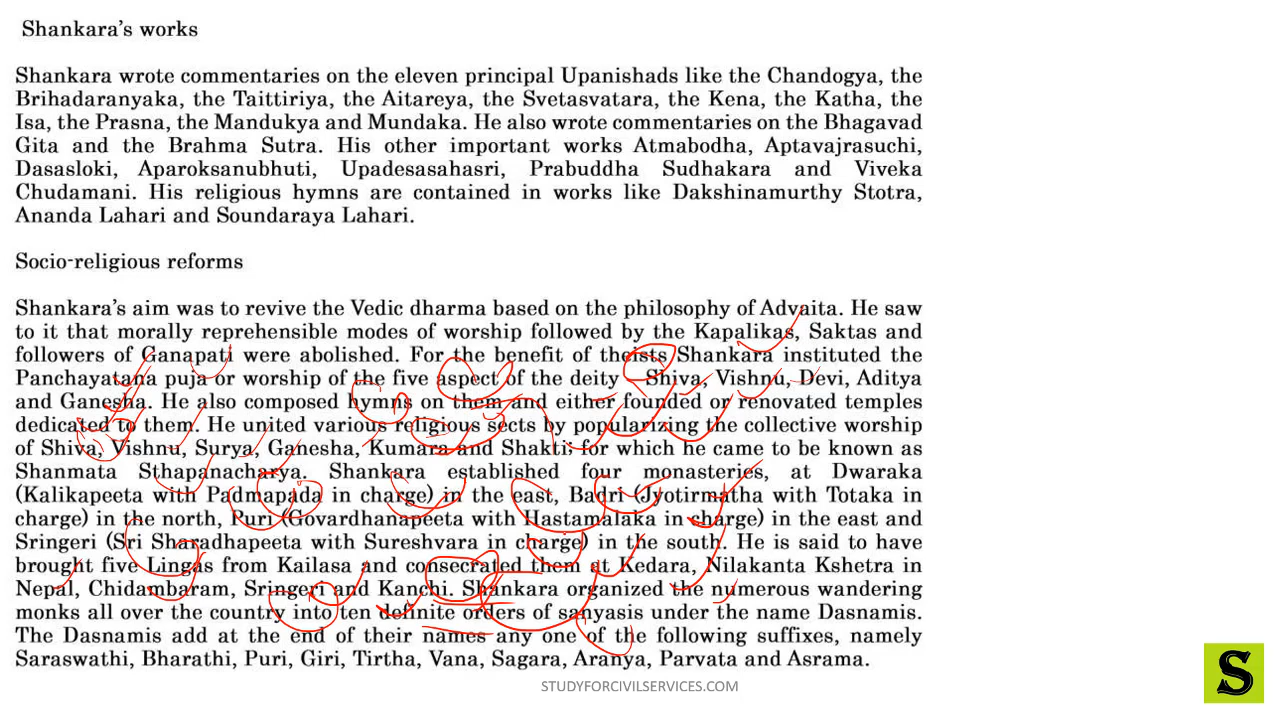 Shankara's works
Shankara wrote commentaries on the eleven principal Upanishads like the Chandogya, the
Brihadaranyaka, the Taittiriya, the Aitareya, the Svetasvatara, the Kena, the Katha, the
Isa, the Prasna, the Mandukya and Mundaka. He also wrote commentaries on the Bhagavad
Gita and the Brahma Sutra. His other important works Atmabodha, Aptavajrasuchi,
Dasasloki, Aparoksanubhuti, Upadesasahasri, Prabuddha Sudhakara and Viveka
Chudamani. His religious hymns are contained in works like Dakshinamurthy Stotra,
Ananda Lahari and Soundaraya Lahari.
Socio-religious reforms
Shankara's aim was to revive the Vedic dharma based on the philosophy of Advaita. He saw
to it that morally reprehensible modes of worship followed by the Kapalikas, Saktas and
followers of Ganapati were abolished. For the benefit of theists Shankara instituted the
Panchayatana puja or worship of the five aspect of the deity – Shiva, Vishnu, Devi, Aditya
and Ganesha. He also composed hymns on them and either founded or renovated temples
dedicated to them. He united various religious sects by popularizing the collective worship
of Shiva, Vishnu, Surya, Ganesha, Kumara and Shakti; for which he came to be known as
Shanmata Sthapanacharya. Shankara established four monasteries, at Dwaraka
(Kalikapeeta with Padmapada in charge) in the east, Badri (Jyotirmatha with Totaka in
charge) in the north, Puri (Govardhanapeeta with Hastamalaka in charge) in the east and
Sringeri (Sri Sharadhapeeta with Sureshvara in charge) in the south. He is said to have
brought five Lingas from Kailasa and consecrated them at Kedara, Nilakanta Kshetra in
Nepal, Chidambaram, Sringeri and Kanchi. Shankara organized the numerous wandering
monks all over the country into ten definite orders of sanyasis under the name Dasnamis.
The Dasnamis add at the end of their names any one of the following suffixes, namely
Saraswathi, Bharathi, Puri, Giri, Tirtha, Vana, Sagara, Aranya, Parvata and Asrama.
STUDYFORCIVILSERVICES.COM
S